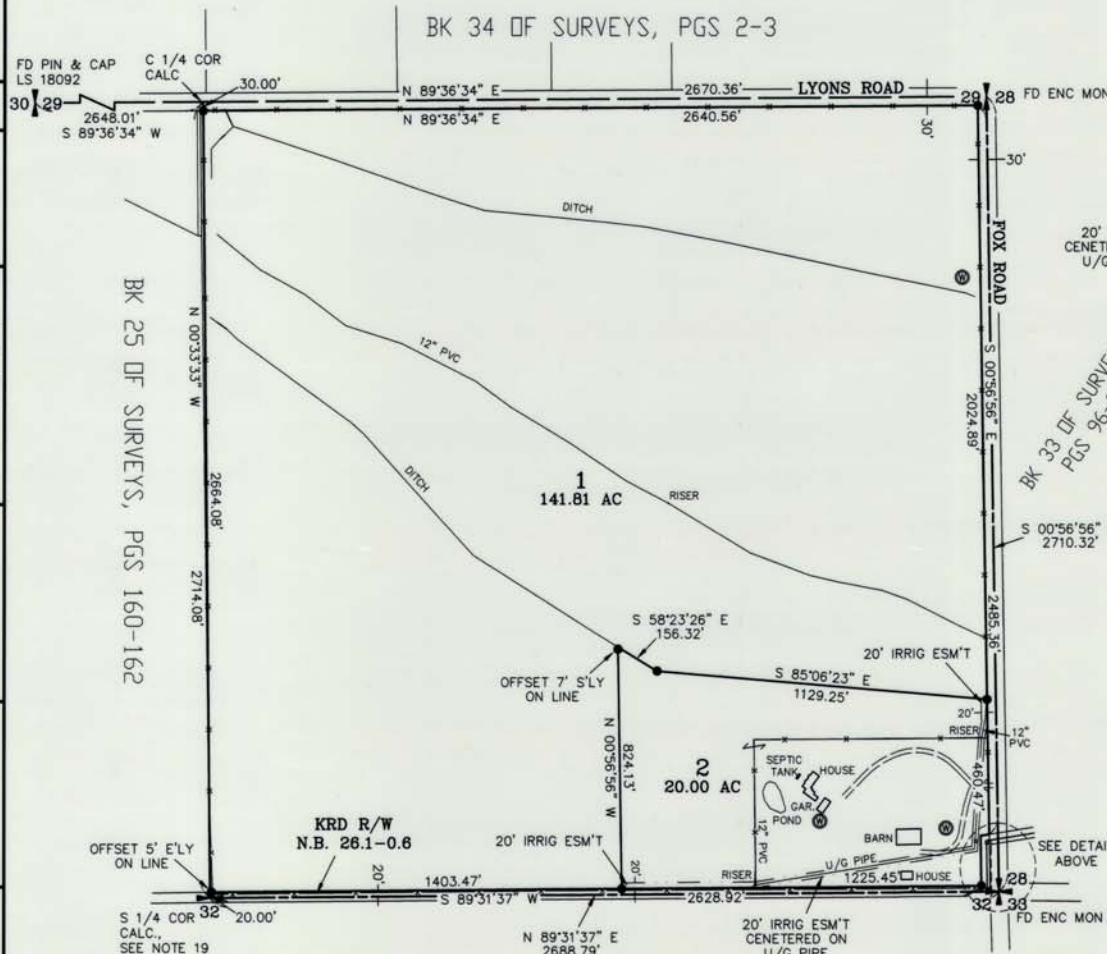 BK 34 OF SURVEYS, PGS 2-3
FD PIN & CAP
LS 18092
C 1/4 COR
CALC
30.00'
30 29
2648.01'
S 89°36'34" W
N 89°36'34" E
2670.36'
LYONS ROAD
29 28
FD ENC MON
N 89°36'34" E
2640.56'
30'
30'
DITCH
FOX ROAD
20'
U/G
BK 25 OF SURVEYS, PGS 160-162
N 00°33'33" W
2664.08'
2714.08'
12" PVC
DITCH
1
141.81 AC
RISER
S 00°56'56" E
2024.89'
BK 33 OF
PGS 96-
S 00°56'56"
2710.32'
2485.36'
S 58°23'26" E
156.32'
20' IRRIG ESM'T
OFFSET 7' S'LY
ON LINE
S 85°06'23" E
1129.25'
20'
RISER
12"
PVC
N 00°56'56" W
824.13'
2
20.00 AC
SEPTIC
TANK
HOUSE
GAR.
POND
W
W
W
460.47'
BARN
12" PVC
KRD R/W
N.B. 26.1-0.6
20' IRRIG ESM'T
OFFSET 5' E'LY
ON LINE
SEE DETAIL
ABOVE
U/G PIPE
RISER
1225.45'
HOUSE
20'
20'
1403.47'
S 89°31'37" W
2628.92'
32
20.00'
S 1/4 COR
CALC.,
SEE NOTE 19
N 89°31'37" E
2688.79'
20' IRRIG ESM'T
CENETERED ON
U/G PIPE
28
32 33
FD ENC MON